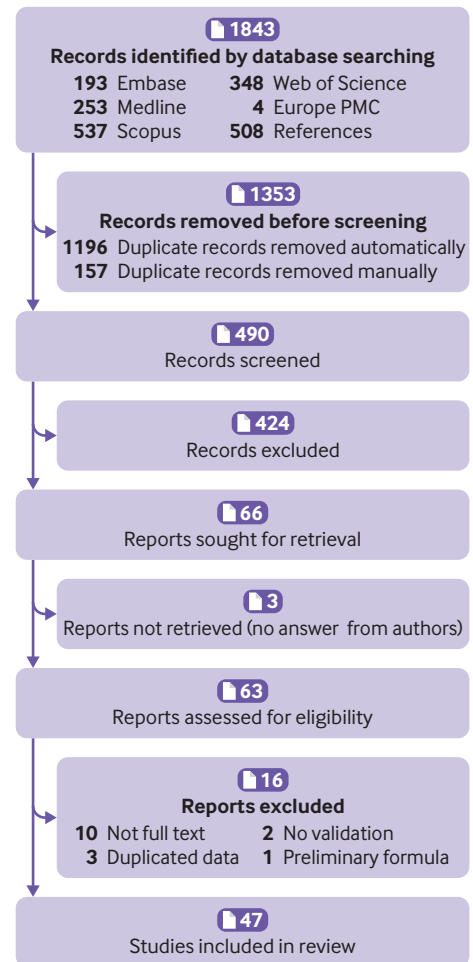 1843
Records identified by database searching
193 Embase 348 Web of Science
253 Medline 4 Europe PMC
537 Scopus 508 References
1353
Records removed before screening
1196 Duplicate records removed automatically
157 Duplicate records removed manually
490
Records screened
424
Records excluded
66
Reports sought for retrieval
3
Reports not retrieved (no answer from authors)
63
Reports assessed for eligibility
16
Reports excluded
10 Not full text 2 No validation
3 Duplicated data 1 Preliminary formula
47
Studies included in review